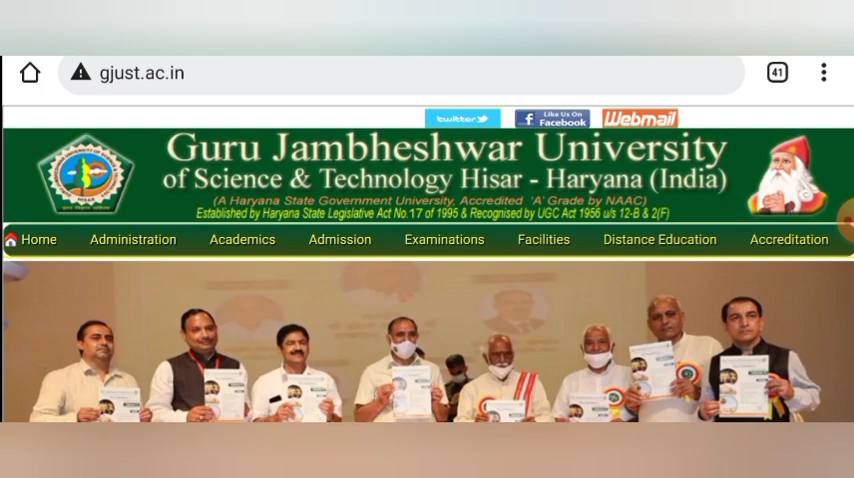 gjust.ac.in
41
twitter
f Like Us On Facebook
Webmail
Guru Jambheshwar University
of Science & Technology Hisar - Haryana (India)
(A Haryana State Government University, Accredited 'A' Grade by NAAC)
Established by Haryana State Legislative Act No.17 of 1995 & Recognised by UGC Act 1956 u/s 12-B & 2(F)
HISAR
Home Administration Academics Admission Examinations Facilities Distance Education Accreditation